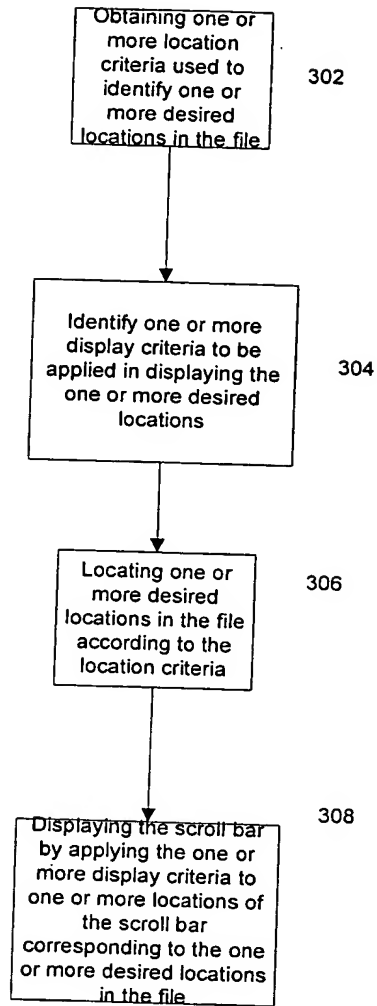 Obtaining one or
more location
criteria used to
identify one or
more desired
locations in the file
302
Identify one or more
display criteria to be
applied in displaying the
one or more desired
locations
304
Locating one or
more desired
locations in the file
according to the
location criteria
306
308
Displaying the scroll bar
by applying the one or
more display criteria to
one or more locations of
the scroll bar
corresponding to the one
or more desired locations
in the file